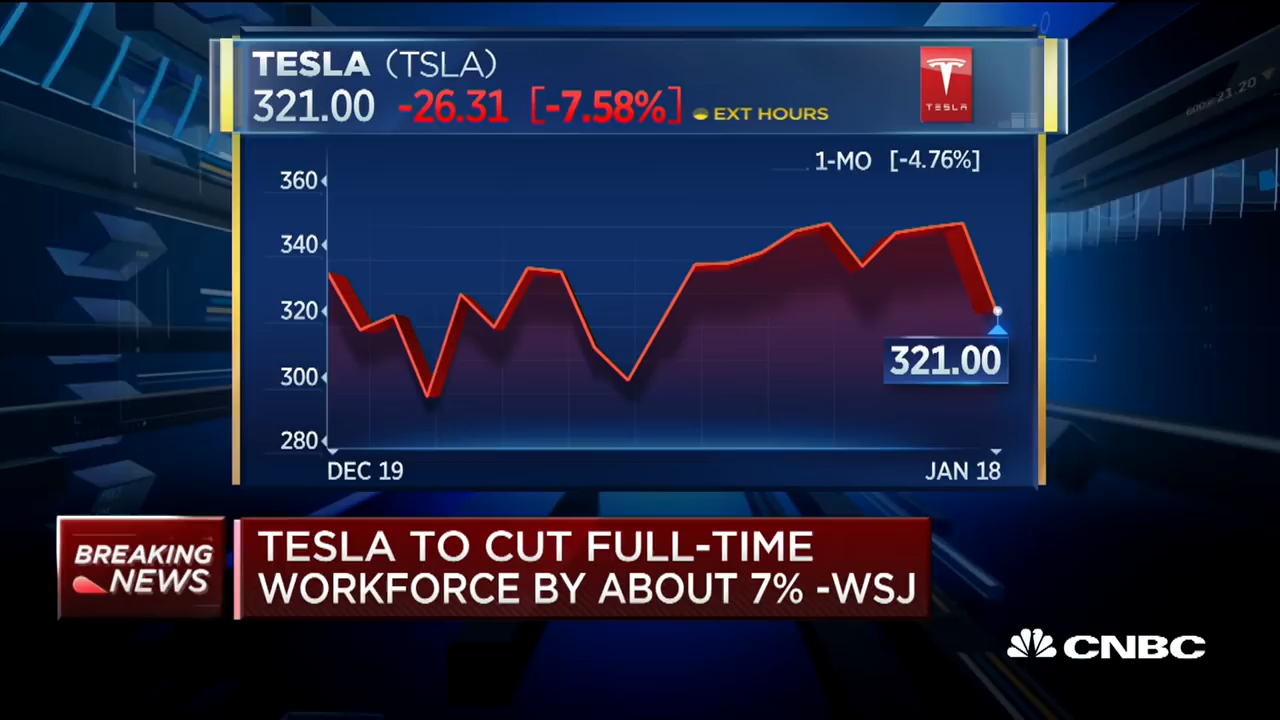 TESLA (TSLA)
321.00 -26.31 [-7.58%] EXT HOURS
TESLA
1-MO [-4.76%]
360
340
320
300
280
321.00
DEC 19
JAN 18
BREAKING
NEWS
TESLA TO CUT FULL-TIME
WORKFORCE BY ABOUT 7% -WSJ
CNBC